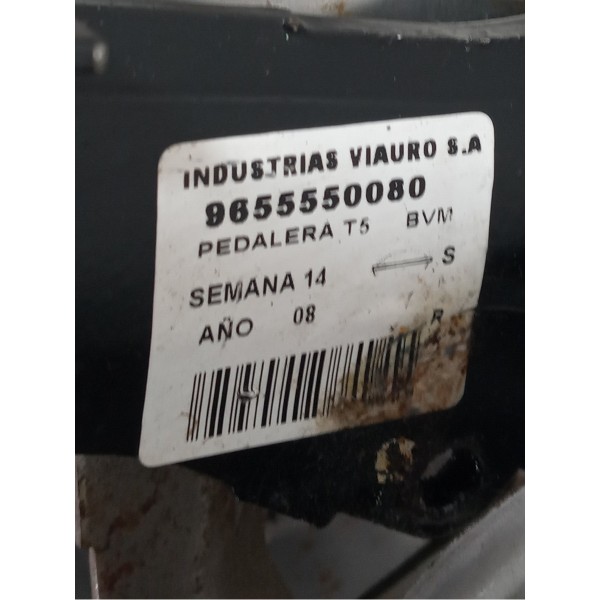 INDUSTRIAS VIAURO S.A
9655550080
PEDALERA T5 BVM
SEMANA 14 S
AÑO 08 R